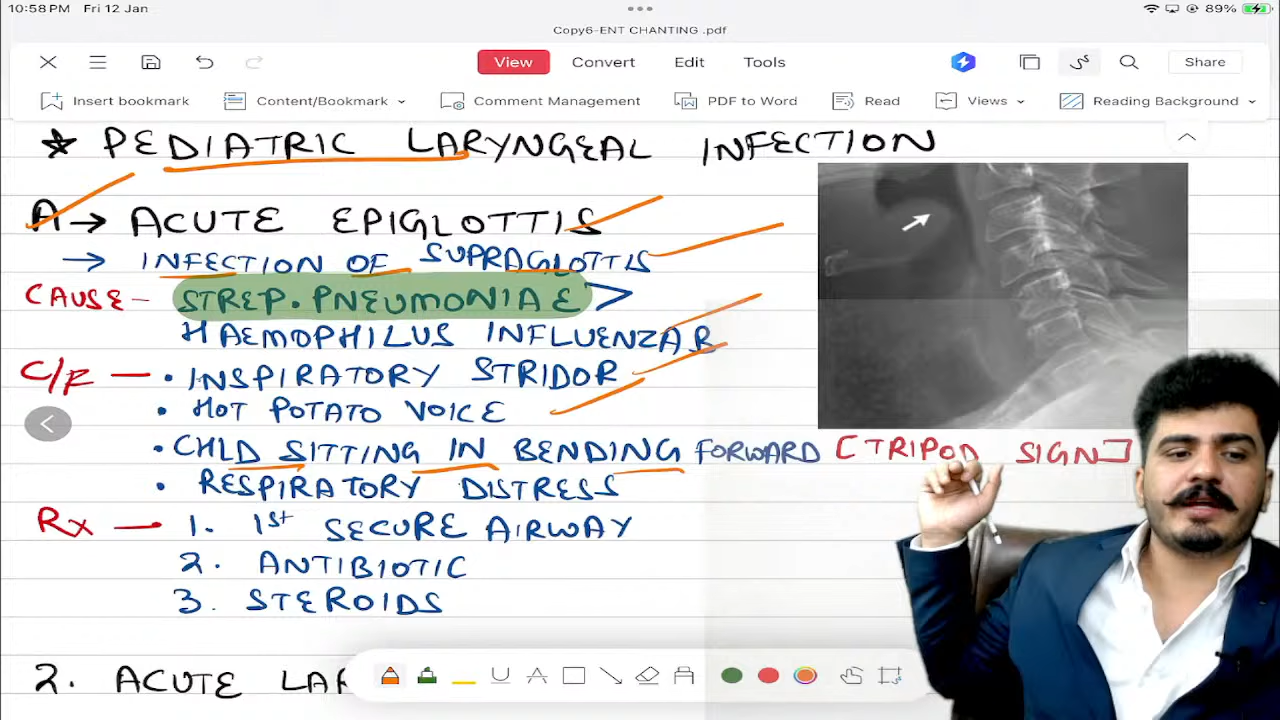 10:58 PM Fri 12 Jan
89%
Copy6-ENT CHANTING .pdf
View Convert Edit Tools
Share
Insert bookmark Content/Bookmark Comment Management PDF to Word Read Views Reading Background
★ PEDIATRIC LARYNGEAL INFECTION
A → ACUTE EPIGLOTTIS
→ INFECTION OF SUPRAGLOTTIS
CAUSE - STREP. PNEUMONIAE >
HAEMOPHILUS INFLUENZAE
C/F — • INSPIRATORY STRIDOR
• HOT POTATO VOICE
• CHLD SITTING IN BENDING FORWARD [TRIPOD SIGN]
• RESPIRATORY DISTRESS
Rx — 1. 1st SECURE AIRWAY
2. ANTIBIOTIC
3. STEROIDS
2. ACUTE LAR